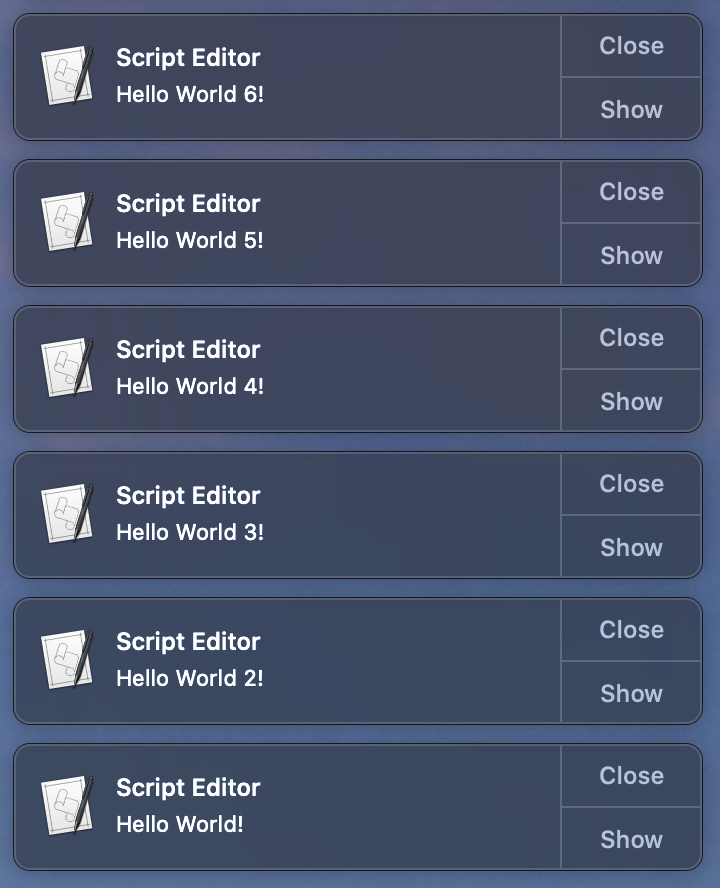 Script Editor
Hello World 6!
Close
Show
Script Editor
Hello World 5!
Close
Show
Script Editor
Hello World 4!
Close
Show
Script Editor
Hello World 3!
Close
Show
Script Editor
Hello World 2!
Close
Show
Script Editor
Hello World!
Close
Show